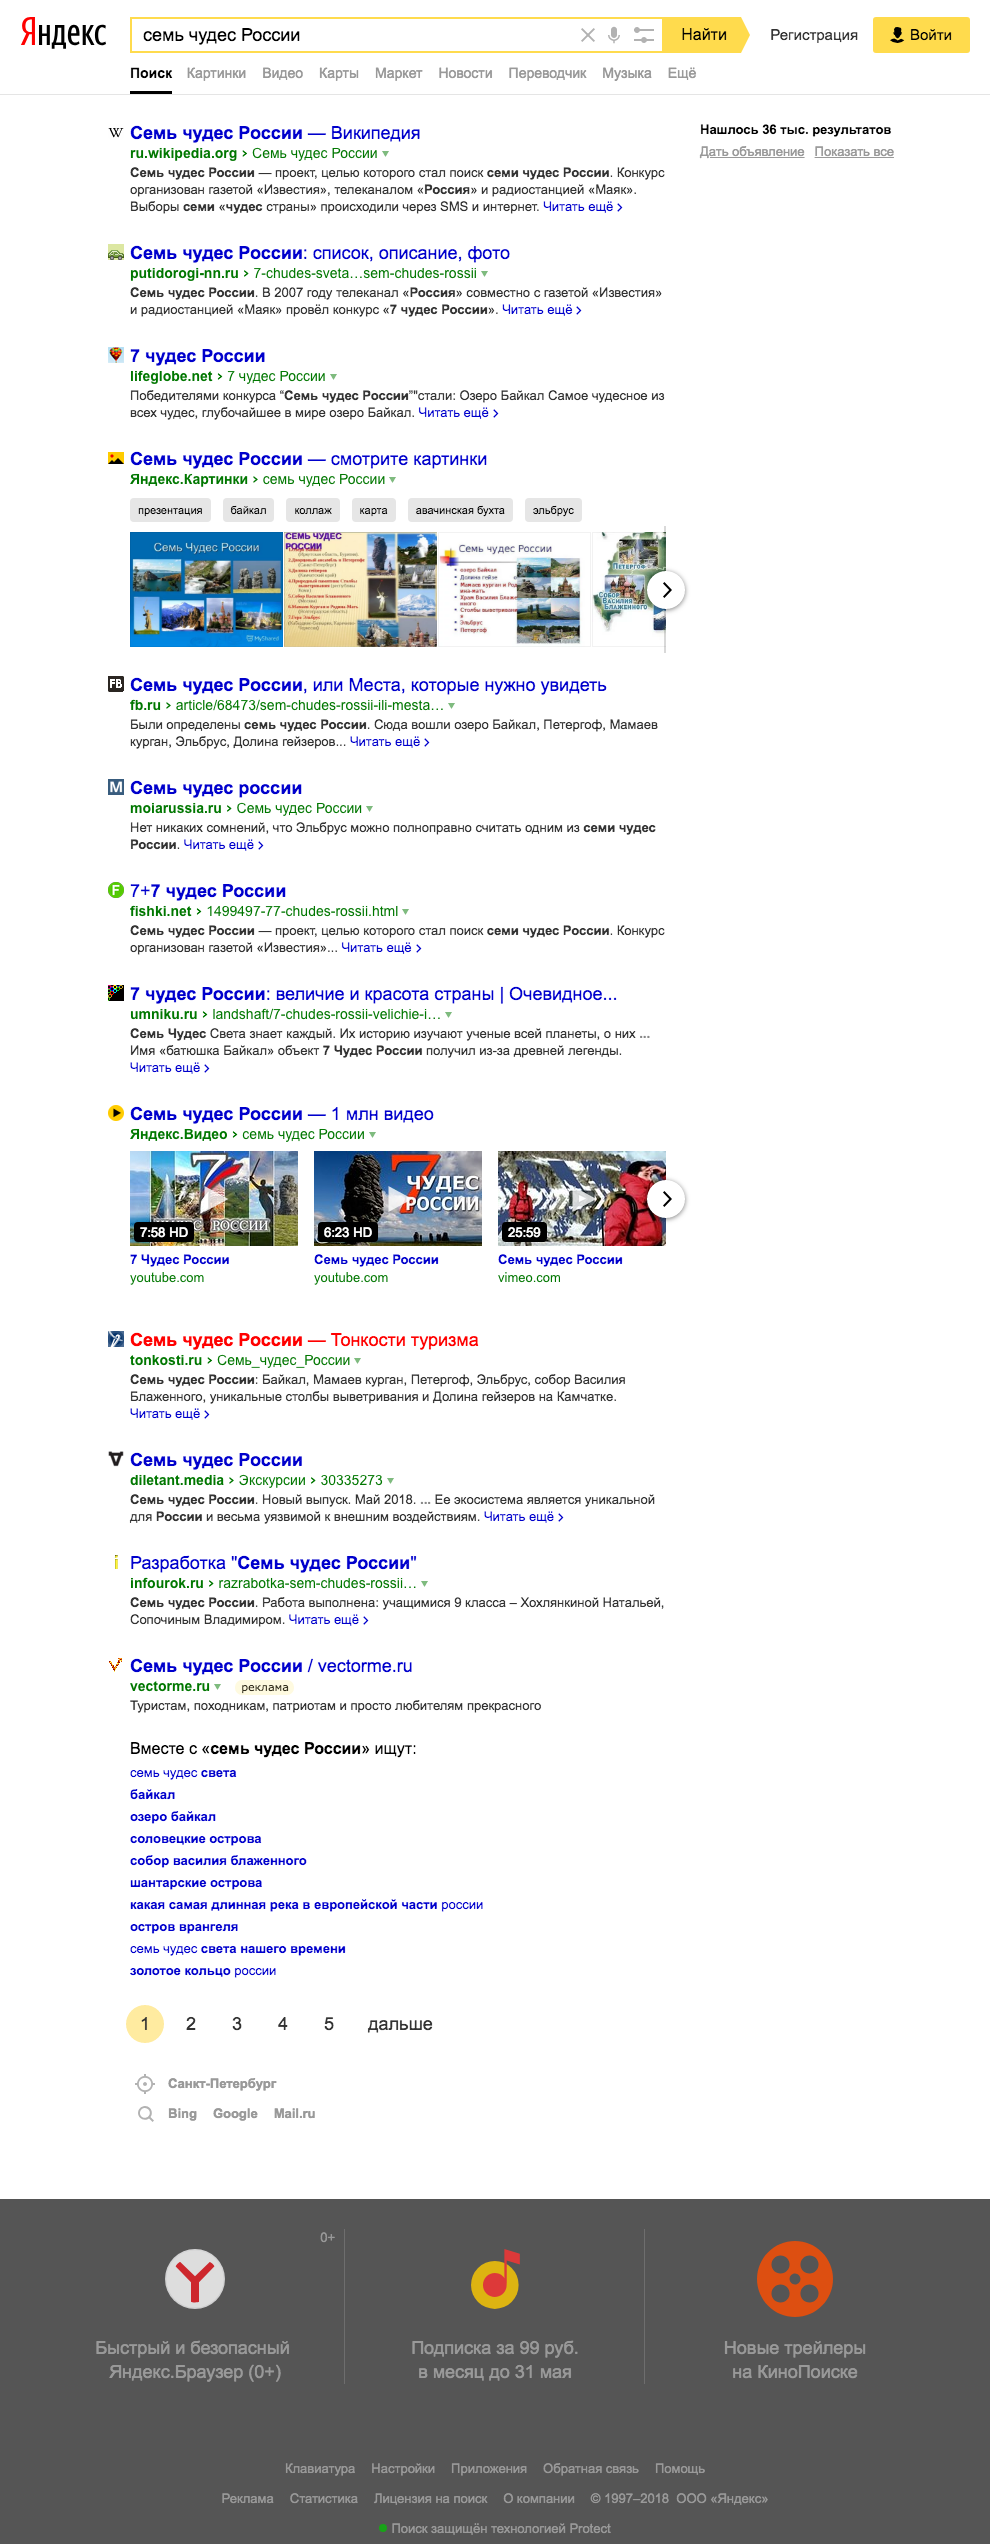 Яндекс
семь чудес России
Найти
Регистрация
Войти
Поиск Картинки Видео Карты Маркет Новости Переводчик Музыка Ещё
Нашлось 36 тыс. результатов
Дать объявление Показать все
Семь чудес России — Википедия
ru.wikipedia.org › Семь чудес России
Семь чудес России — проект, целью которого стал поиск семи чудес России. Конкурс
организован газетой «Известия», телеканалом «Россия» и радиостанцией «Маяк».
Выборы семи «чудес страны» происходили через SMS и интернет. Читать ещё ›
Семь чудес России: список, описание, фото
putidorogi-nn.ru › 7-chudes-sveta…sem-chudes-rossii
Семь чудес России. В 2007 году телеканал «Россия» совместно с газетой «Известия»
и радиостанцией «Маяк» провёл конкурс «7 чудес России». Читать ещё ›
7 чудес России
lifeglobe.net › 7 чудес России
Победителями конкурса “Семь чудес России”"стали: Озеро Байкал Самое чудесное из
всех чудес, глубочайшее в мире озеро Байкал. Читать ещё ›
Семь чудес России — смотрите картинки
Яндекс.Картинки › семь чудес России
презентация байкал коллаж карта авачинская бухта эльбрус
Семь Чудес России
MyShared
СЕМЬ ЧУДЕС
РОССИИ
Семь чудес России
озеро Байкал
Долина гейзе
Мамаев курган и Род
ина-мать
Храм Василия Блаж
енного
Столбы выветриван
Эльбрус
Петергоф
ПЕТЕРГОФ
СОБОР
ВАСИЛИЯ
БЛАЖЕННОГО
FB
Семь чудес России, или Места, которые нужно увидеть
fb.ru › article/68473/sem-chudes-rossii-ili-mesta…
Были определены семь чудес России. Сюда вошли озеро Байкал, Петергоф, Мамаев
курган, Эльбрус, Долина гейзеров... Читать ещё ›
M
Семь чудес россии
moiarussia.ru › Семь чудес России
Нет никаких сомнений, что Эльбрус можно полноправно считать одним из семи чудес
России. Читать ещё ›
F
7+7 чудес России
fishki.net › 1499497-77-chudes-rossii.html
Семь чудес России — проект, целью которого стал поиск семи чудес России. Конкурс
организован газетой «Известия»... Читать ещё ›
7 чудес России: величие и красота страны | Очевидное...
umniku.ru › landshaft/7-chudes-rossii-velichie-i…
Семь Чудес Света знает каждый. Их историю изучают ученые всей планеты, о них ...
Имя «батюшка Байкал» объект 7 Чудес России получил из-за древней легенды.
Читать ещё ›
Семь чудес России — 1 млн видео
Яндекс.Видео › семь чудес России
7
РОССИИ
7:58 HD
7 ЧУДЕС
РОССИИ
6:23 HD
25:59
7 Чудес России
youtube.com
Семь чудес России
youtube.com
Семь чудес России
vimeo.com
Семь чудес России — Тонкости туризма
tonkosti.ru › Семь_чудес_России
Семь чудес России: Байкал, Мамаев курган, Петергоф, Эльбрус, собор Василия
Блаженного, уникальные столбы выветривания и Долина гейзеров на Камчатке.
Читать ещё ›
Семь чудес России
diletant.media › Экскурсии › 30335273
Семь чудес России. Новый выпуск. Май 2018. ... Ее экосистема является уникальной
для России и весьма уязвимой к внешним воздействиям. Читать ещё ›
Разработка "Семь чудес России"
infourok.ru › razrabotka-sem-chudes-rossii…
Семь чудес России. Работа выполнена: учащимися 9 класса – Хохлянкиной Натальей,
Сопочиным Владимиром. Читать ещё ›
Семь чудес России / vectorme.ru
vectorme.ru реклама
Туристам, походникам, патриотам и просто любителям прекрасного
Вместе с «семь чудес России» ищут:
семь чудес света
байкал
озеро байкал
соловецкие острова
собор василия блаженного
шантарские острова
какая самая длинная река в европейской части россии
остров врангеля
семь чудес света нашего времени
золотое кольцо россии
1 2 3 4 5 дальше
Санкт-Петербург
Bing Google Mail.ru
0+
Быстрый и безопасный
Яндекс.Браузер (0+)
Подписка за 99 руб.
в месяц до 31 мая
Новые трейлеры
на КиноПоиске
Клавиатура Настройки Приложения Обратная связь Помощь
Реклама Статистика Лицензия на поиск О компании © 1997–2018 ООО «Яндекс»
Поиск защищён технологией Protect